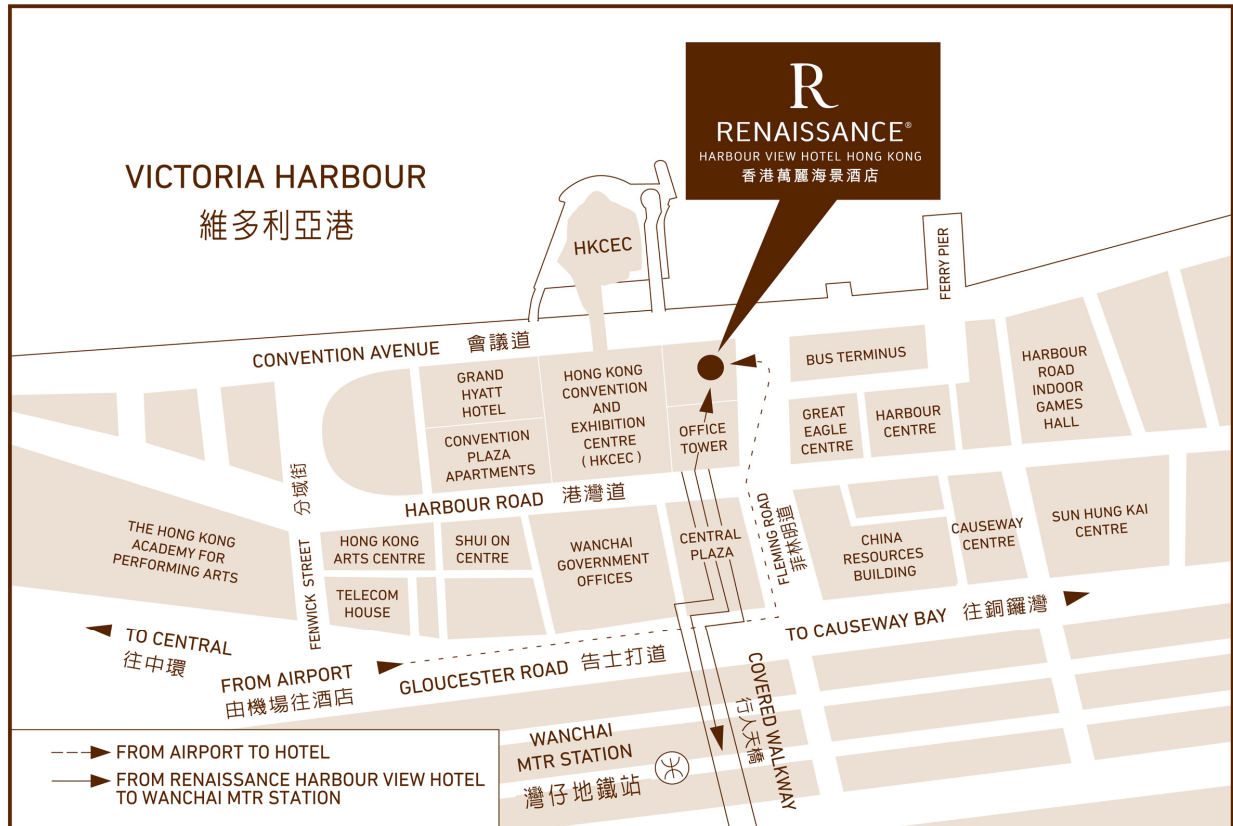 R
RENAISSANCE®
HARBOUR VIEW HOTEL HONG KONG
香港萬麗海景酒店
VICTORIA HARBOUR
維多利亞港
HKCEC
FERRY PIER
CONVENTION AVENUE 會議道
BUS TERMINUS
GRAND
HYATT
HOTEL
HONG KONG
CONVENTION
AND
EXHIBITION
CENTRE
( HKCEC )
HARBOUR
ROAD
INDOOR
GAMES
HALL
CONVENTION
PLAZA
APARTMENTS
OFFICE
TOWER
GREAT
EAGLE
CENTRE
HARBOUR
CENTRE
HARBOUR ROAD 港灣道
FENWICK STREET 分域街
THE HONG KONG
ACADEMY FOR
PERFORMING ARTS
HONG KONG
ARTS CENTRE
SHUI ON
CENTRE
WANCHAI
GOVERNMENT
OFFICES
CENTRAL
PLAZA
FLEMING ROAD
菲林明道
CHINA
RESOURCES
BUILDING
CAUSEWAY
CENTRE
SUN HUNG KAI
CENTRE
TELECOM
HOUSE
TO CENTRAL
往中環
FROM AIRPORT
由機場往酒店
GLOUCESTER ROAD 告士打道
TO CAUSEWAY BAY 往銅鑼灣
COVERED WALKWAY
行人天橋
WANCHAI
MTR STATION
灣仔地鐵站
FROM AIRPORT TO HOTEL
FROM RENAISSANCE HARBOUR VIEW HOTEL
TO WANCHAI MTR STATION